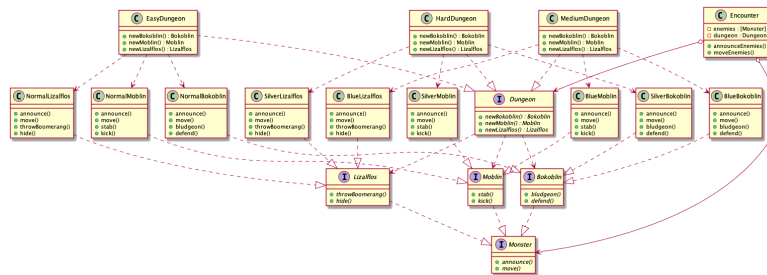 C EasyDungeon
newBokoblin() : Bokoblin
newMoblin() : Moblin
newLizalflos() : Lizalflos
C HardDungeon
newBokoblin() : Bokoblin
newMoblin() : Moblin
newLizalflos() : Lizalflos
C MediumDungeon
newBokoblin() : Bokoblin
newMoblin() : Moblin
newLizalflos() : Lizalflos
C Encounter
enemies : [Monster]
dungeon : Dungeon
announceEnemies()
moveEnemies()
C NormalLizalflos
announce()
move()
throwBoomerang()
hide()
C NormalMoblin
announce()
move()
stab()
kick()
C NormalBokoblin
announce()
move()
bludgeon()
defend()
C SilverLizalflos
announce()
move()
throwBoomerang()
hide()
C BlueLizalflos
announce()
move()
throwBoomerang()
hide()
C SilverMoblin
announce()
move()
stab()
kick()
I Dungeon
newBokoblin() : Bokoblin
newMoblin() : Moblin
newLizalflos() : Lizalflos
C BlueMoblin
announce()
move()
stab()
kick()
C SilverBokoblin
announce()
move()
bludgeon()
defend()
C BlueBokoblin
announce()
move()
bludgeon()
defend()
I Lizalflos
throwBoomerang()
hide()
I Moblin
stab()
kick()
I Bokoblin
bludgeon()
defend()
I Monster
announce()
move()